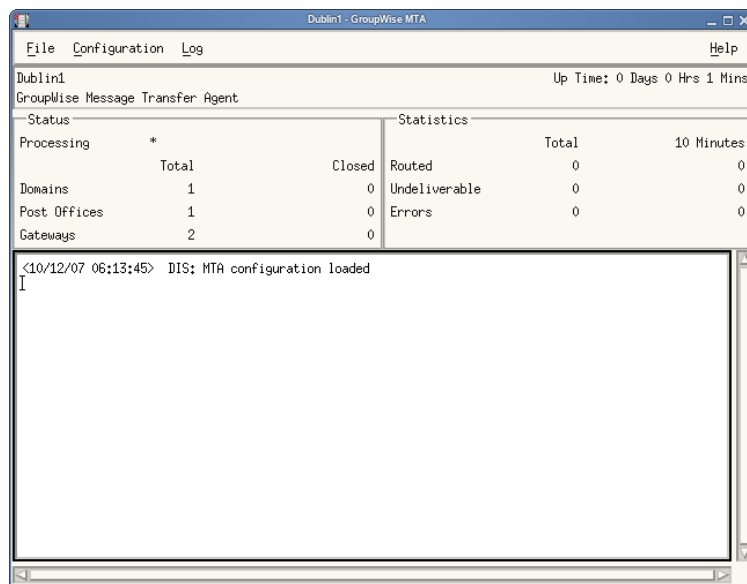 Dublin1 - GroupWise MTA
File Configuration Log Help
Dublin1 Up Time: 0 Days 0 Hrs 1 Mins
GroupWise Message Transfer Agent
Status Statistics
Processing * Total 10 Minutes
Total Closed Routed 0 0
Domains 1 0 Undeliverable 0 0
Post Offices 1 0 Errors 0 0
Gateways 2 0
<10/12/07 06:13:45> DIS: MTA configuration loaded